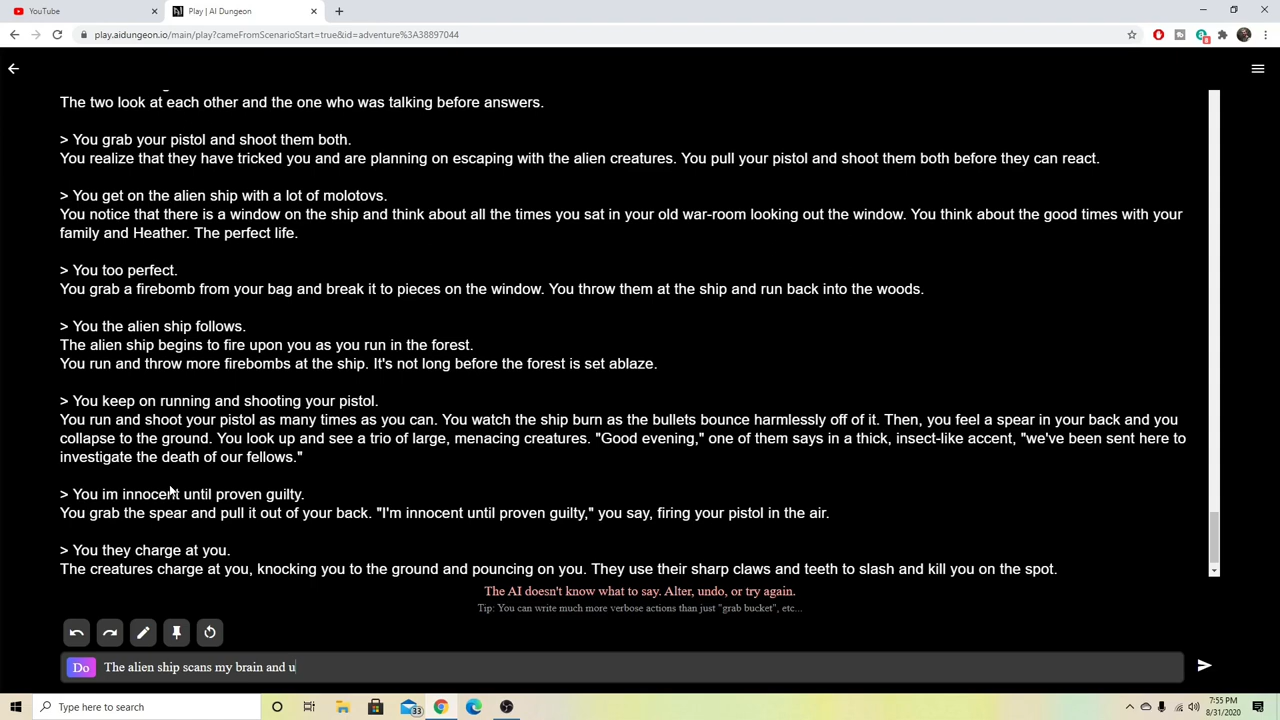 YouTube
Play | AI Dungeon
play.aidungeon.io/main/play?cameFromScenarioStart=true&id=adventure%3A38897044
The two look at each other and the one who was talking before answers.
> You grab your pistol and shoot them both.
You realize that they have tricked you and are planning on escaping with the alien creatures. You pull your pistol and shoot them both before they can react.
> You get on the alien ship with a lot of molotovs.
You notice that there is a window on the ship and think about all the times you sat in your old war-room looking out the window. You think about the good times with your
family and Heather. The perfect life.
> You too perfect.
You grab a firebomb from your bag and break it to pieces on the window. You throw them at the ship and run back into the woods.
> You the alien ship follows.
The alien ship begins to fire upon you as you run in the forest.
You run and throw more firebombs at the ship. It's not long before the forest is set ablaze.
> You keep on running and shooting your pistol.
You run and shoot your pistol as many times as you can. You watch the ship burn as the bullets bounce harmlessly off of it. Then, you feel a spear in your back and you
collapse to the ground. You look up and see a trio of large, menacing creatures. "Good evening," one of them says in a thick, insect-like accent, "we've been sent here to
investigate the death of our fellows."
> You im innocent until proven guilty.
You grab the spear and pull it out of your back. "I'm innocent until proven guilty," you say, firing your pistol in the air.
> You they charge at you.
The creatures charge at you, knocking you to the ground and pouncing on you. They use their sharp claws and teeth to slash and kill you on the spot.
The AI doesn't know what to say. Alter, undo, or try again.
Tip: You can write much more verbose actions than just "grab bucket", etc...
Do The alien ship scans my brain and u
Type here to search
33
7:55 PM
8/31/2020